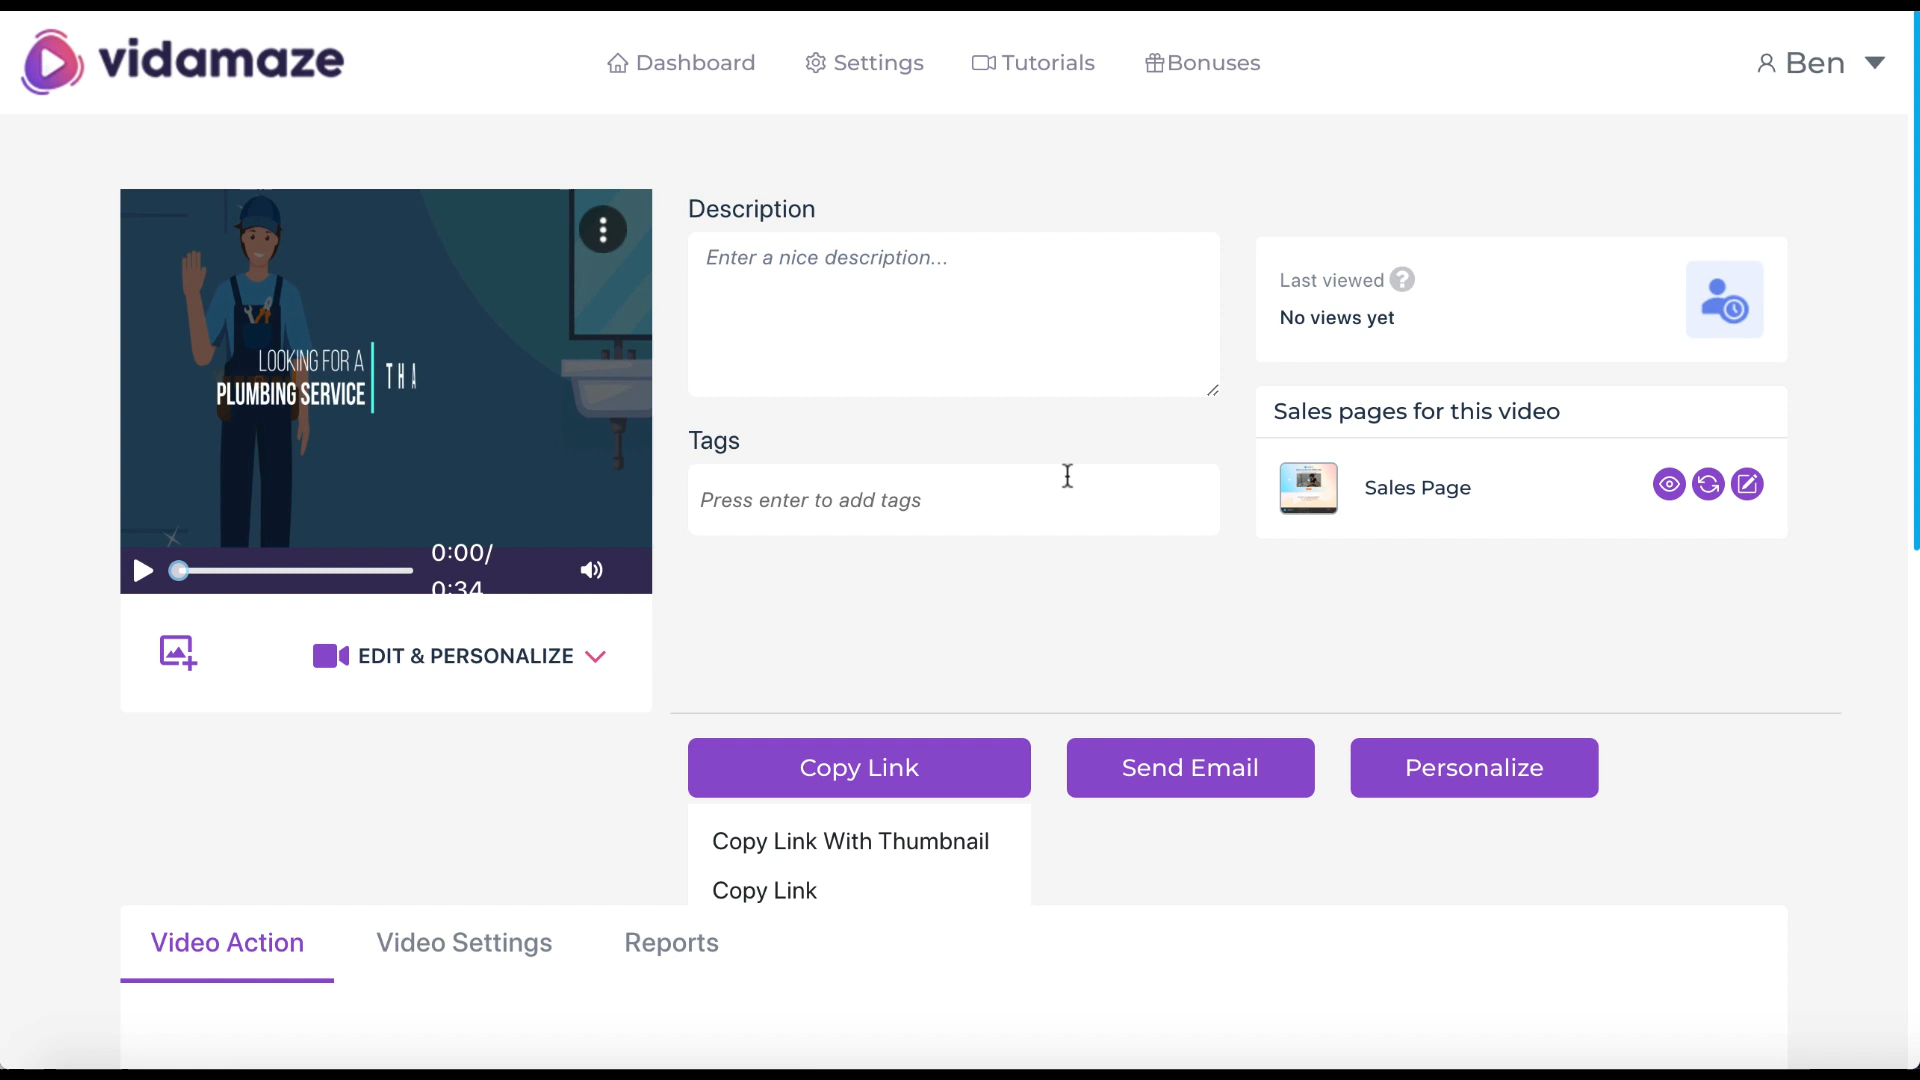 vidamaze
Dashboard
Settings
Tutorials
Bonuses
Ben
LOOKING FOR A
PLUMBING SERVICE
THA
0:00/
0:34
EDIT & PERSONALIZE
Description
Enter a nice description...
Tags
Press enter to add tags
Last viewed ?
No views yet
Sales pages for this video
Sales Page
Copy Link
Send Email
Personalize
Copy Link With Thumbnail
Copy Link
Video Action
Video Settings
Reports